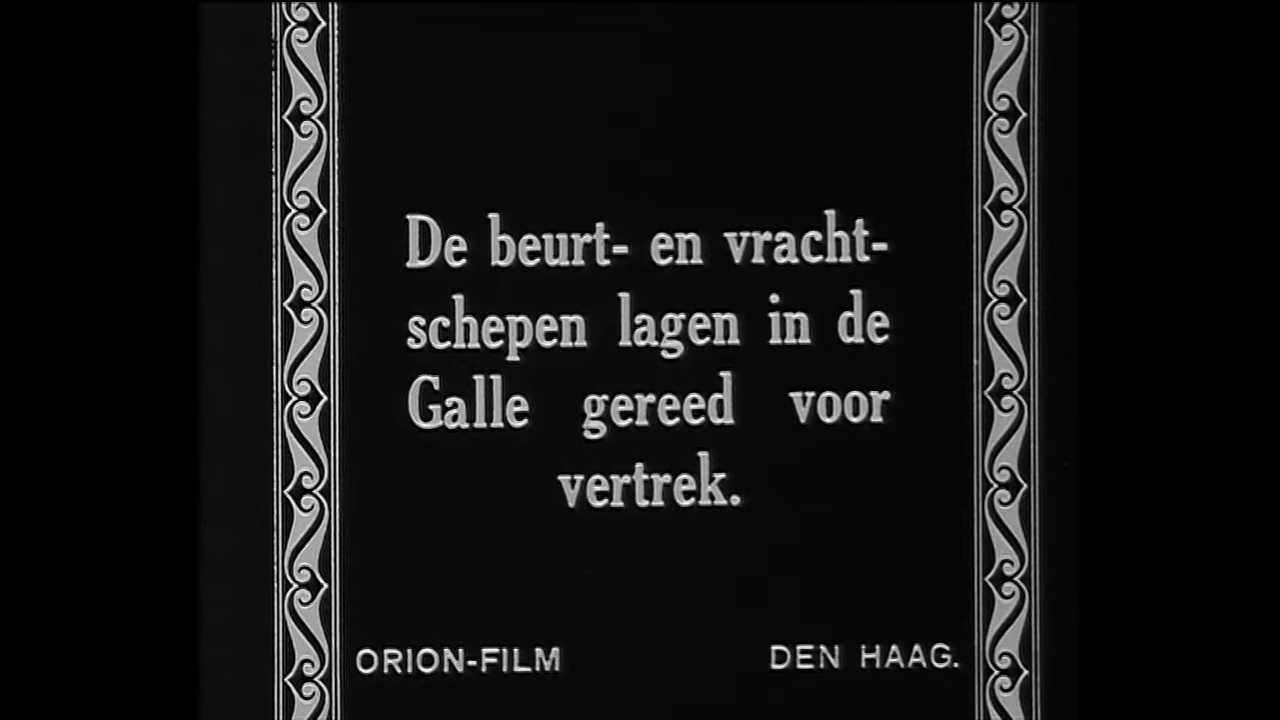 De beurt- en vracht-
schepen lagen in de
Galle gereed voor
vertrek.
ORION-FILM DEN HAAG.